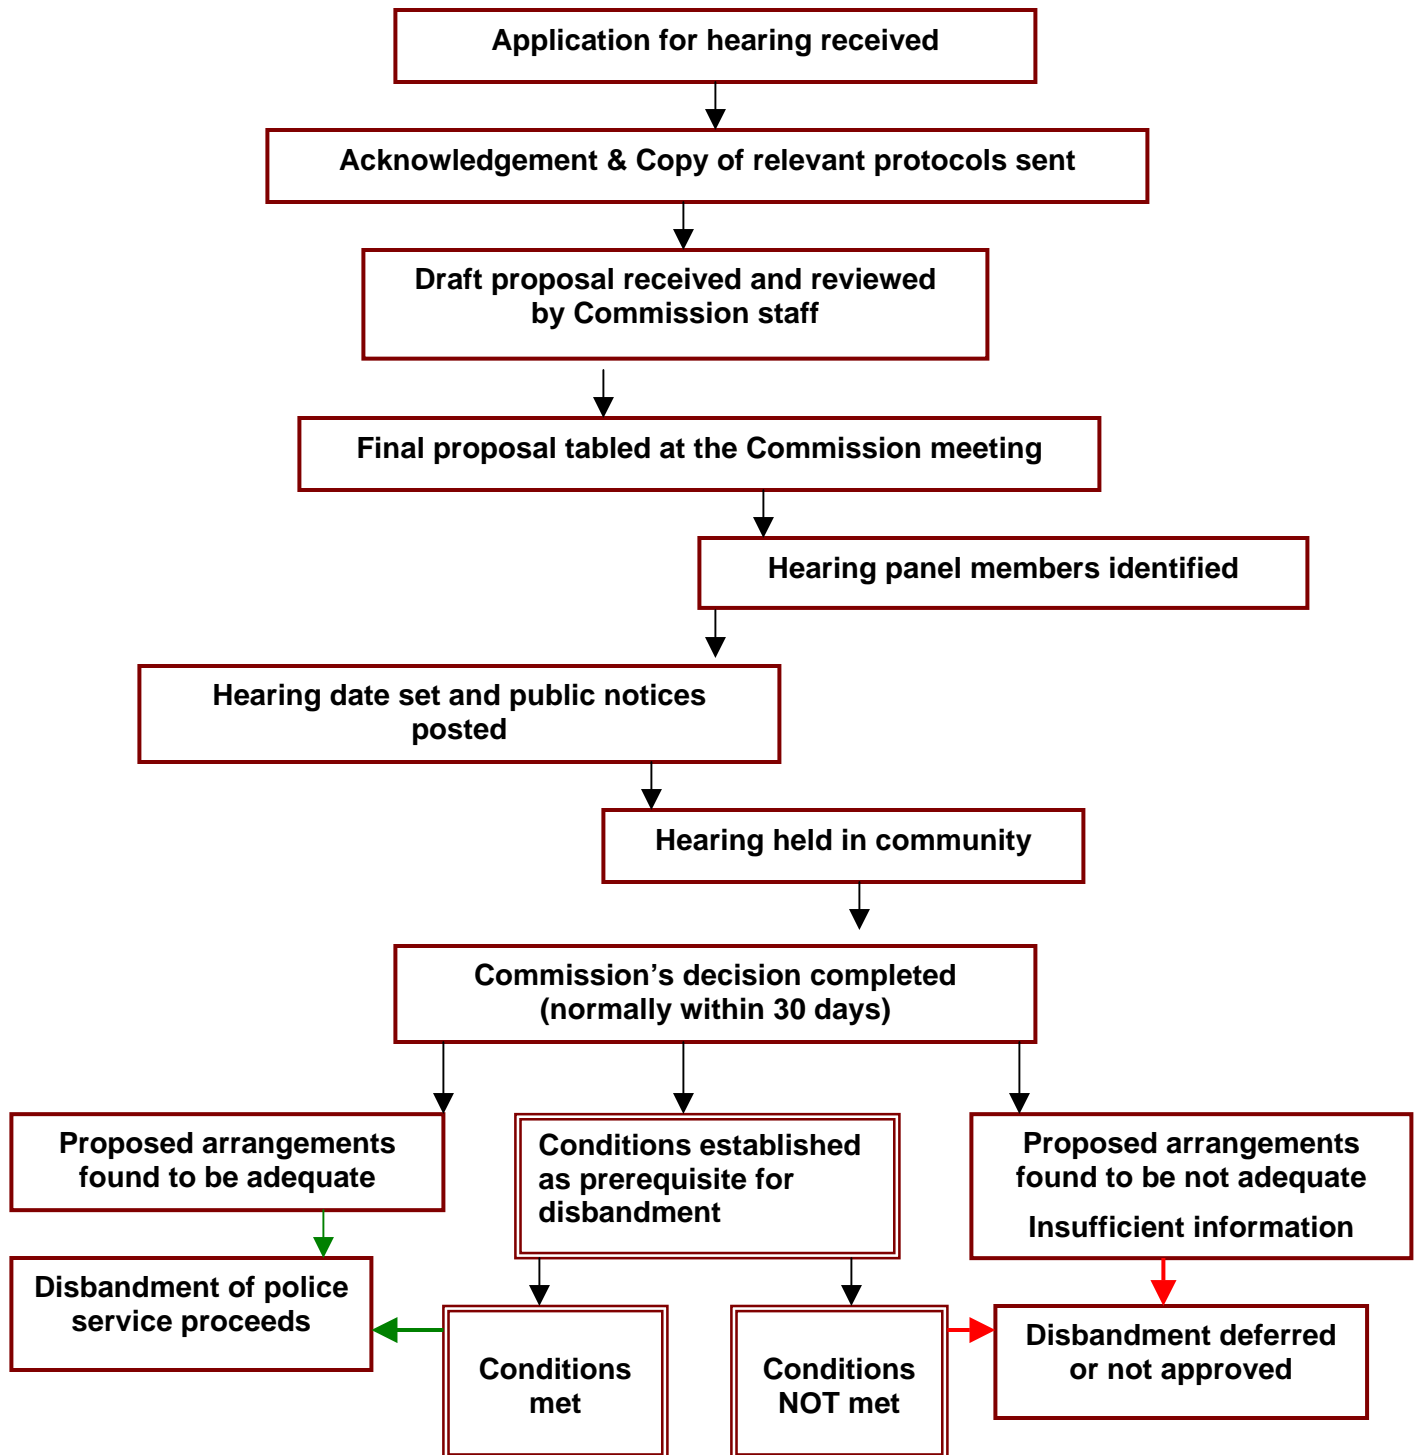 Application for hearing received
Acknowledgement & Copy of relevant protocols sent
Draft proposal received and reviewed
by Commission staff
Final proposal tabled at the Commission meeting
Hearing panel members identified
Hearing date set and public notices
posted
Hearing held in community
Commission’s decision completed
(normally within 30 days)
Proposed arrangements
found to be adequate
Conditions established
as prerequisite for
disbandment
Proposed arrangements
found to be not adequate
Insufficient information
Disbandment of police
service proceeds
Conditions
met
Conditions
NOT met
Disbandment deferred
or not approved